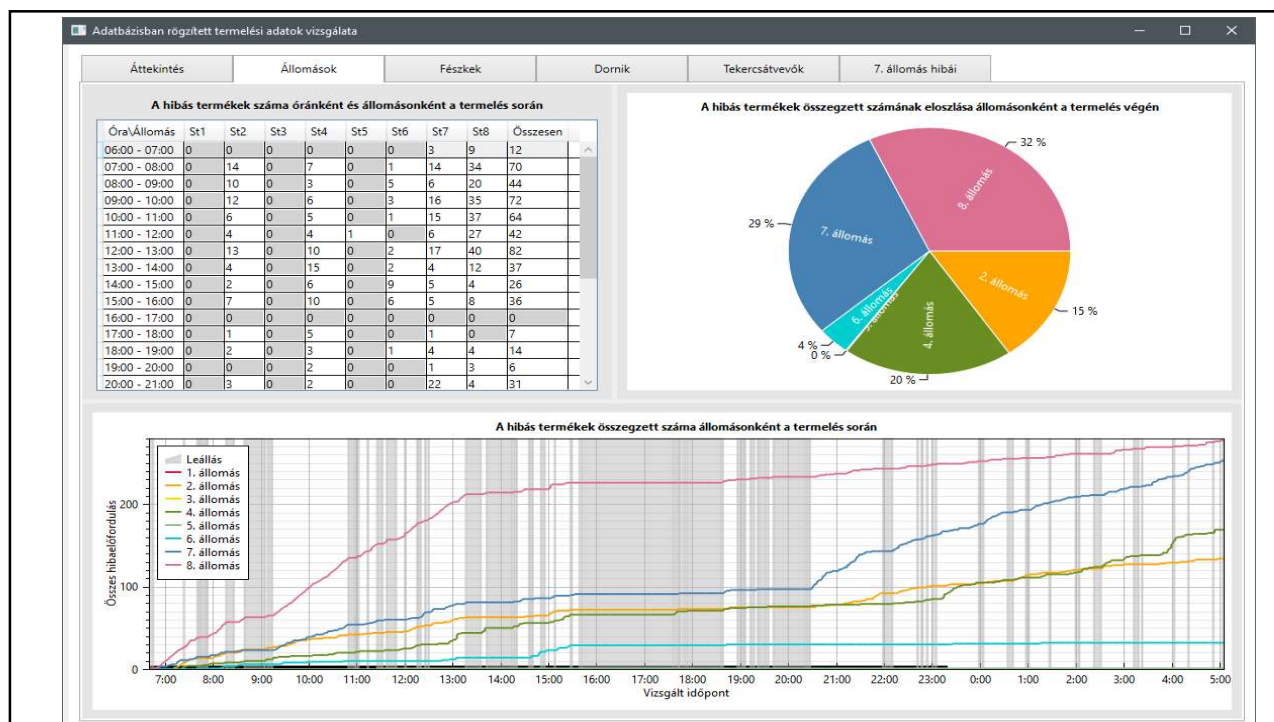 Adatbázisban rögzített termelési adatok vizsgálata
Áttekintés Állomások Fészkek Dornik Tekercsátvevők 7. állomás hibái
A hibás termékek száma óránként és állomásonként a termelés során
Óra\Állomás St1 St2 St3 St4 St5 St6 St7 St8 Összesen
06:00 - 07:00 0 0 0 0 0 0 3 9 12
07:00 - 08:00 0 14 0 7 0 1 14 34 70
08:00 - 09:00 0 10 0 3 0 5 6 20 44
09:00 - 10:00 0 12 0 6 0 3 16 35 72
10:00 - 11:00 0 6 0 5 0 1 15 37 64
11:00 - 12:00 0 4 0 4 1 0 6 27 42
12:00 - 13:00 0 13 0 10 0 2 17 40 82
13:00 - 14:00 0 4 0 15 0 2 4 12 37
14:00 - 15:00 0 2 0 6 0 9 5 4 26
15:00 - 16:00 0 7 0 10 0 6 5 8 36
16:00 - 17:00 0 0 0 0 0 0 0 0 0
17:00 - 18:00 0 1 0 5 0 0 1 0 7
18:00 - 19:00 0 2 0 3 0 1 4 4 14
19:00 - 20:00 0 0 0 2 0 0 1 3 6
20:00 - 21:00 0 3 0 2 0 0 22 4 31
A hibás termékek összegzett számának eloszlása állomásonként a termelés végén
32 %
8. állomás
29 %
7. állomás
2. állomás
15 %
6. állomás
5. állomás
4. állomás
4 %
0 %
20 %
A hibás termékek összegzett száma állomásonként a termelés során
Összes hibaelőfordulás
200
100
0
Leállás
1. állomás
2. állomás
3. állomás
4. állomás
5. állomás
6. állomás
7. állomás
8. állomás
7:00 8:00 9:00 10:00 11:00 12:00 13:00 14:00 15:00 16:00 17:00 18:00 19:00 20:00 21:00 22:00 23:00 0:00 1:00 2:00 3:00 4:00 5:00
Vizsgált időpont